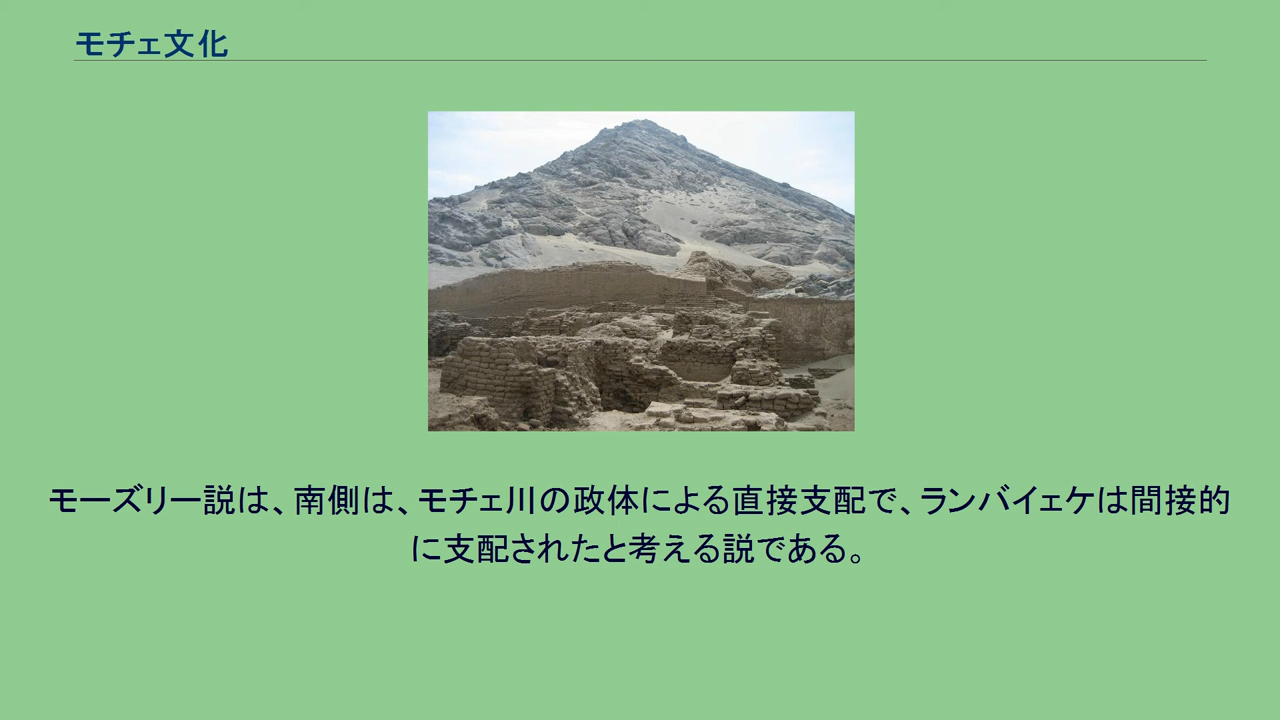 モチェ文化
モーズリー説は、南側は、モチェ川の政体による直接支配で、ランバイェケは間接的
に支配されたと考える説である。